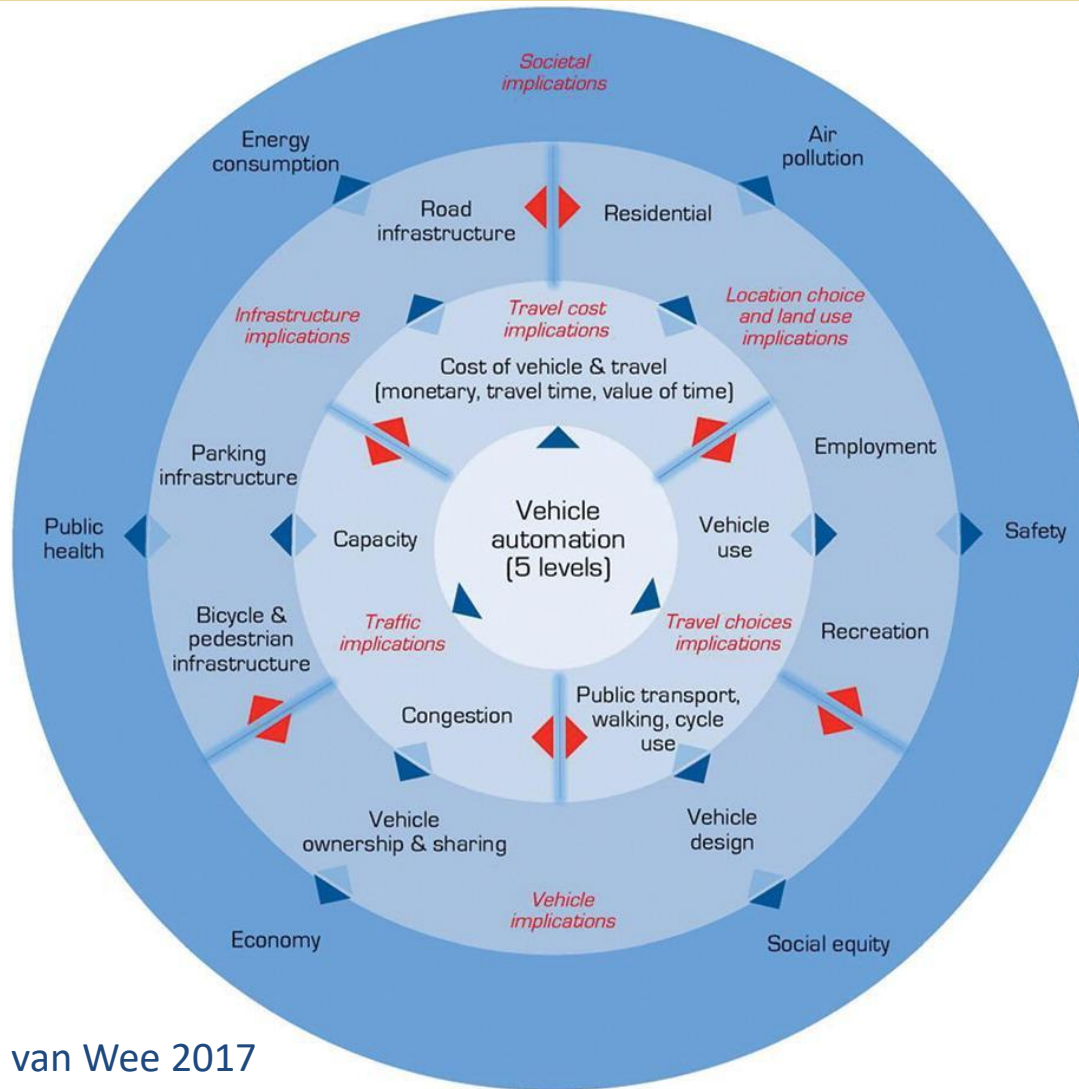 Societal
implications
Energy
consumption
Air
pollution
Road
infrastructure
Residential
Infrastructure
implications
Travel cost
implications
Location choice
and land use
implications
Cost of vehicle & travel
(monetary, travel time, value of time)
Parking
infrastructure
Employment
Public
health
Capacity
Vehicle
automation
(5 levels)
Vehicle
use
Safety
Bicycle &
pedestrian
infrastructure
Traffic
implications
Travel choices
implications
Recreation
Congestion
Public transport,
walking, cycle
use
Vehicle
ownership & sharing
Vehicle
design
Vehicle
implications
Economy
Social equity
van Wee 2017